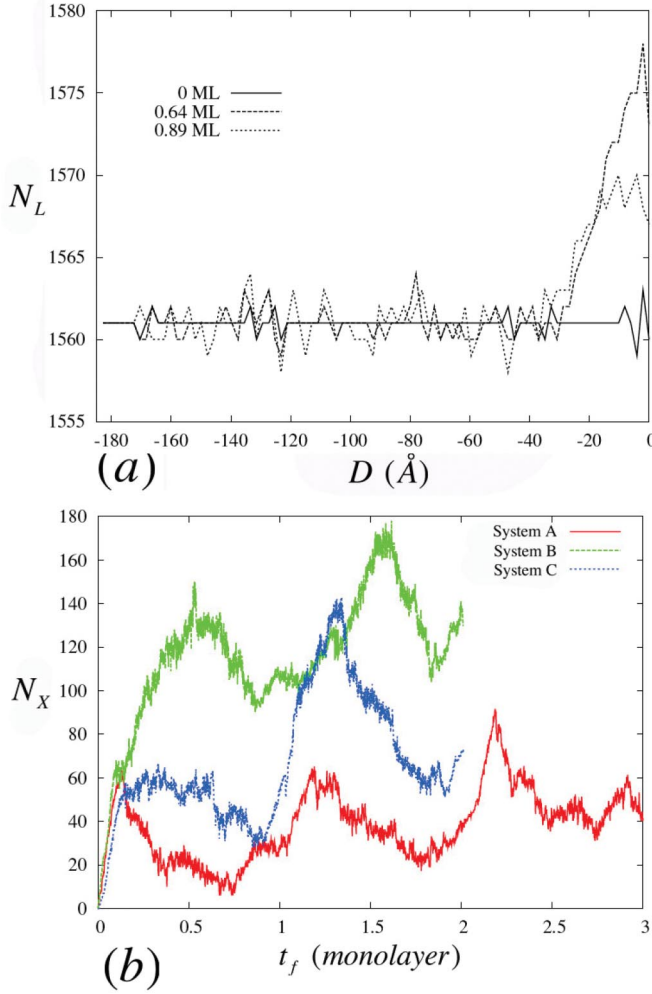 1580
1575
1570
1565
1560
1555
N_L
0 ML
0.64 ML
0.89 ML
-180 -160 -140 -120 -100 -80 -60 -40 -20 0
(a)
D (Å)
180
160
140
120
100
80
60
40
20
0
N_X
System A
System B
System C
0 0.5 1 1.5 2 2.5 3
(b)
t_f (monolayer)